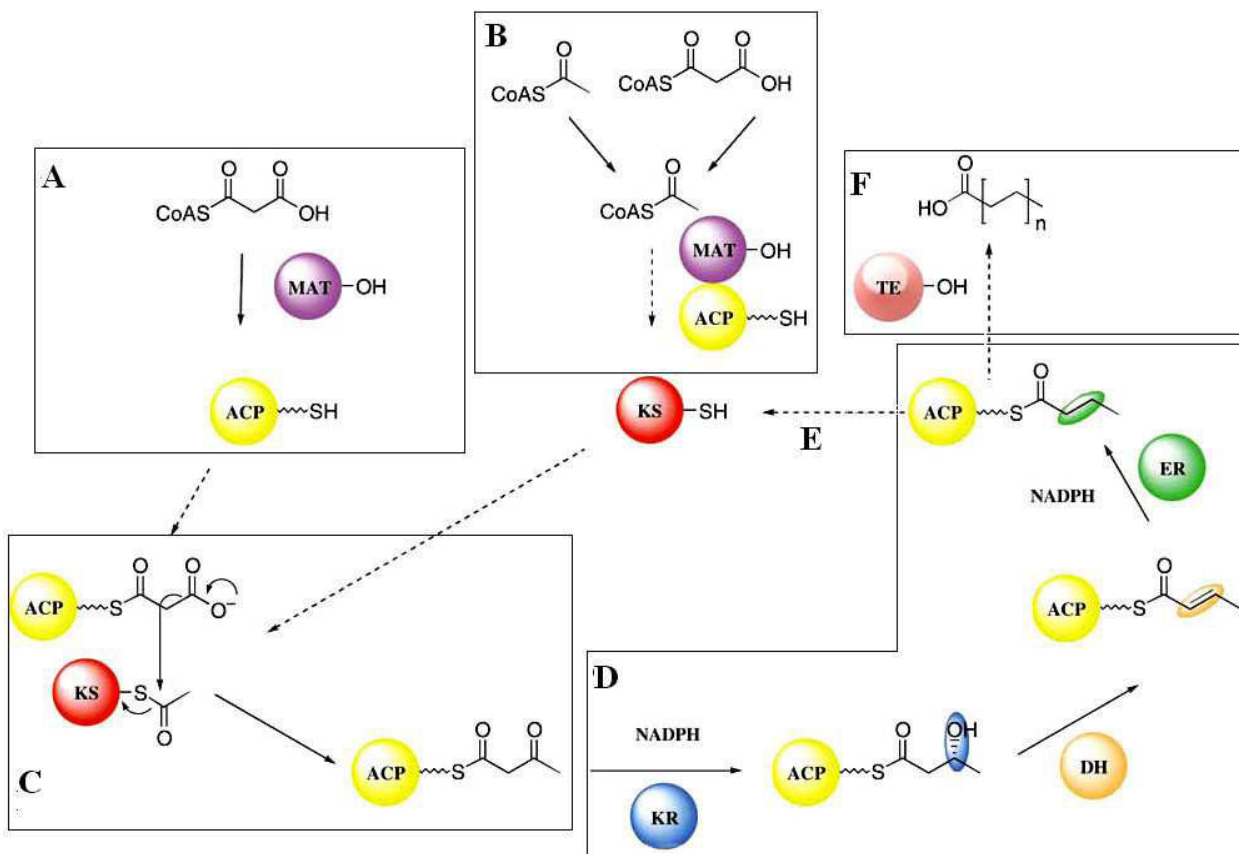 B
O
O O
CoAS
CoAS OH
A
O O
CoAS OH
MAT OH
ACP SH
O
CoAS
MAT OH
ACP SH
KS SH
F
O
HO n
TE OH
O
ACP S
E
ER
NADPH
O O
ACP S O−
KS S
O
O O
ACP S
C
O
ACP S
D
NADPH
KR
O OH
ACP S
DH